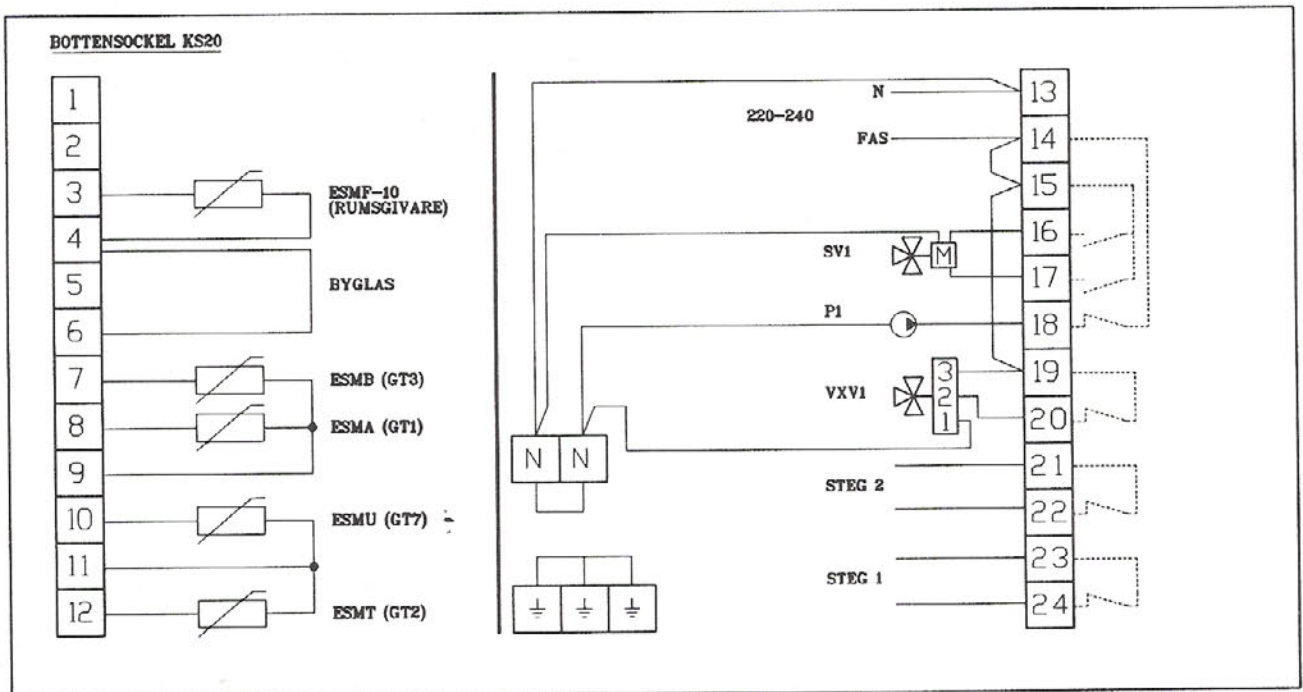 BOTTENSOCKEL KS20
1
2
3
4
5
6
7
8
9
10
11
12
ESMF-10
(RUMSGIVARE)
BYGLAS
ESMB (GT3)
ESMA (GT1)
ESMU (GT7)
ESMT (GT2)
N
220-240
FAS
SV1
M
P1
VXV1
3
2
1
N N
STEG 2
STEG 1
13
14
15
16
17
18
19
20
21
22
23
24